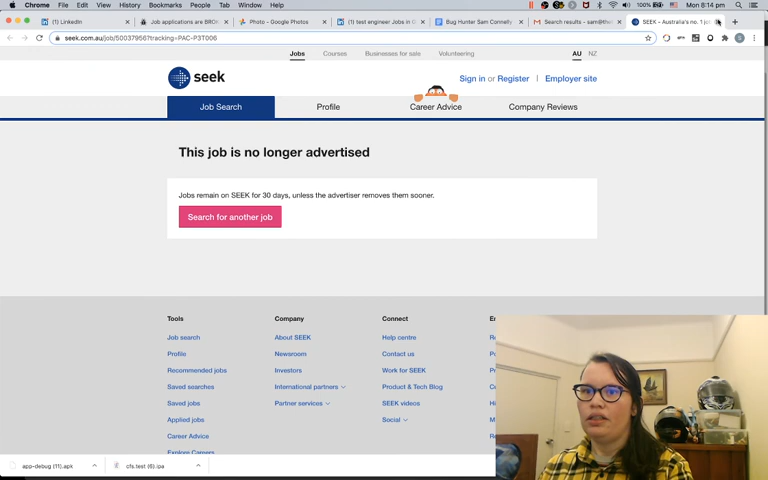 Chrome File Edit View History Bookmarks People Tab Window Help 100% Mon 8:14 pm
(1) LinkedIn Job applications are BROK Photo - Google Photos (1) test engineer Jobs in G Bug Hunter Sam Connelly Search results - sam@the SEEK - Australia's no. 1 jo
seek.com.au/job/50037956?tracking=PAC-P3T006
Jobs Courses Businesses for sale Volunteering AU NZ
seek Sign in or Register Employer site
Job Search Profile Career Advice Company Reviews
This job is no longer advertised
Jobs remain on SEEK for 30 days, unless the advertiser removes them sooner.
Search for another job
Tools Company Connect
Job search About SEEK Help centre
Profile Newsroom Contact us
Recommended jobs Investors Work for SEEK
Saved searches International partners Product & Tech Blog
Saved jobs Partner services SEEK videos
Applied jobs Social
Career Advice
Explore Careers
app-debug (11).apk cfs.test (6).ipa